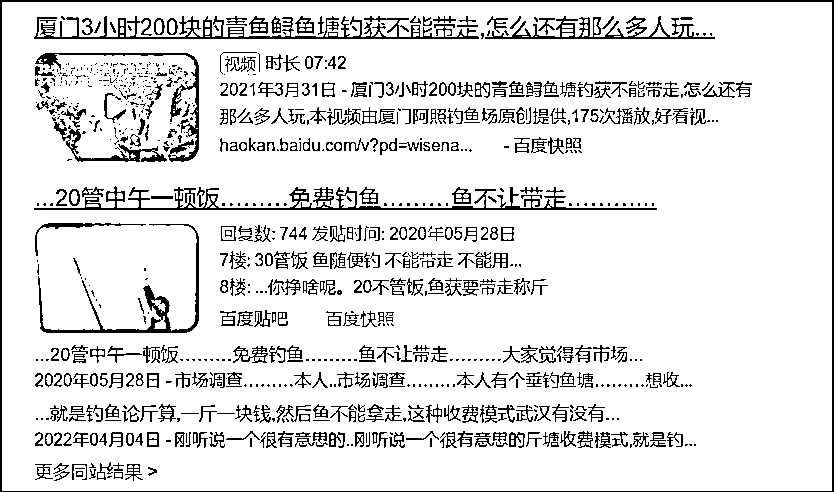 厦门3小时200块的青鱼鲟鱼塘钓获不能带走,怎么还有那么多人玩...
视频 时长 07:42
2021年3月31日 - 厦门3小时200块的青鱼鲟鱼塘钓获不能带走,怎么还有
那么多人玩,本视频由厦门阿照钓鱼场原创提供,175次播放,好看视...
haokan.baidu.com/v?pd=wisena... - 百度快照
...20管中午一顿饭………免费钓鱼………鱼不让带走…………
回复数: 744 发贴时间: 2020年05月28日
7楼: 30管饭 鱼随便钓 不能带走 不能用...
8楼: ...你挣啥呢。20不管饭,鱼获要带走称斤
百度贴吧 百度快照
...20管中午一顿饭………免费钓鱼………鱼不让带走………大家觉得有市场...
2020年05月28日 - 市场调查………本人..市场调查………本人有个垂钓鱼塘………想收...
...就是钓鱼论斤算,一斤一块钱,然后鱼不能拿走,这种收费模式武汉有没有...
2022年04月04日 - 刚听说一个很有意思的..刚听说一个很有意思的斤塘收费模式,就是钓...
更多同站结果 >